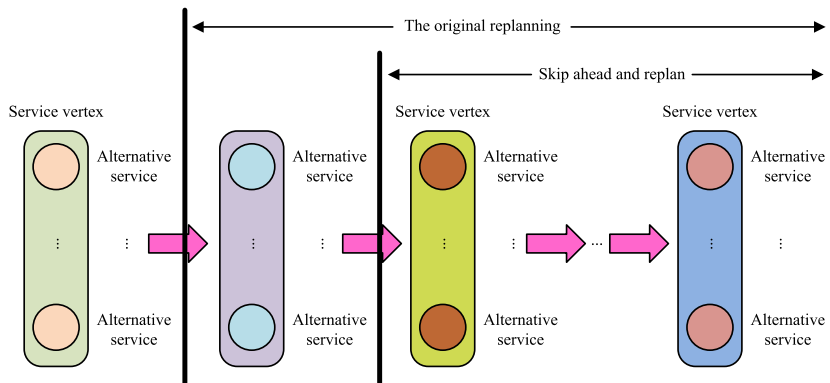 The original replanning
Skip ahead and replan
Service vertex
Service vertex
Service vertex
Alternative
service
Alternative
service
Alternative
service
Alternative
service
...
...
...
...
...
...
...
...
...
Alternative
service
Alternative
service
Alternative
service
Alternative
service